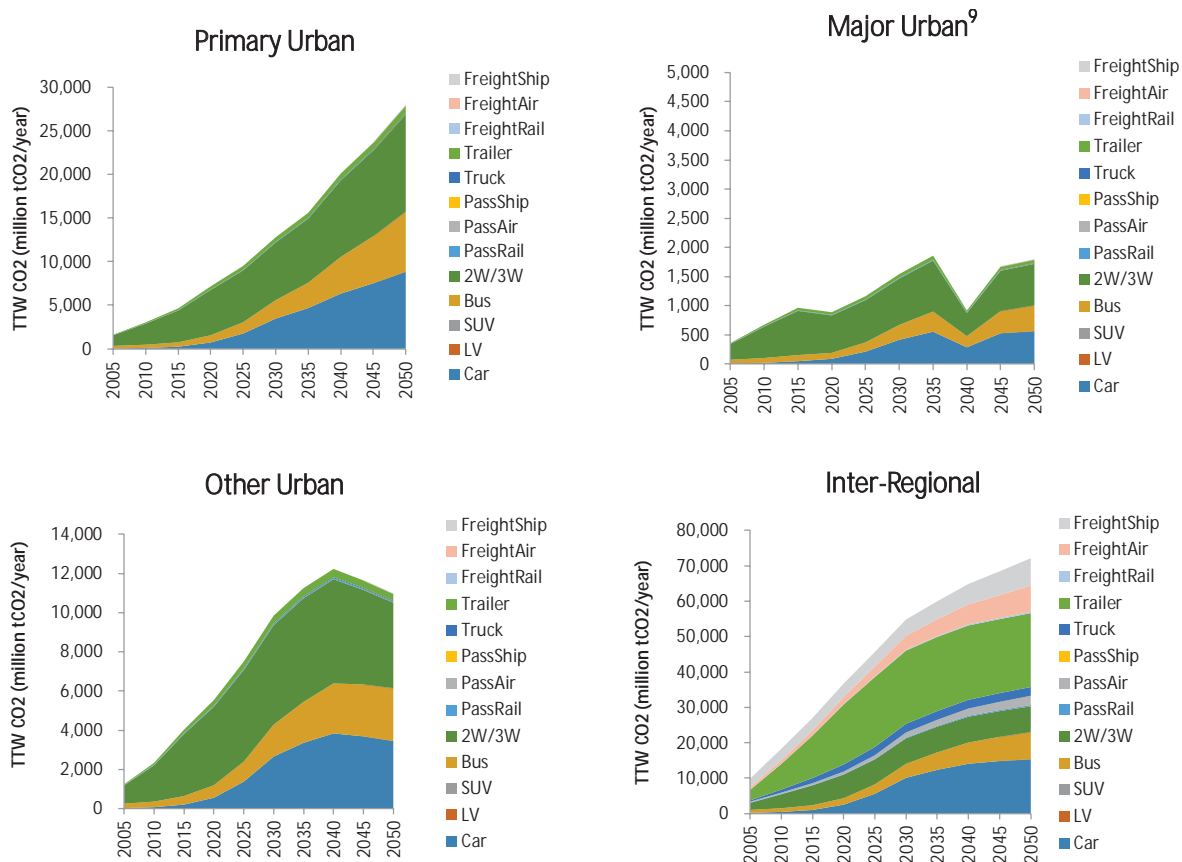 Primary Urban
TTW CO2 (million tCO2/year)
30,000
25,000
20,000
15,000
10,000
5,000
0
2005
2010
2015
2020
2025
2030
2035
2040
2045
2050
FreightShip
FreightAir
FreightRail
Trailer
Truck
PassShip
PassAir
PassRail
2W/3W
Bus
SUV
LV
Car
Major Urban⁹
TTW CO2 (million tCO2/year)
5,000
4,500
4,000
3,500
3,000
2,500
2,000
1,500
1,000
500
0
2005
2010
2015
2020
2025
2030
2035
2040
2045
2050
FreightShip
FreightAir
FreightRail
Trailer
Truck
PassShip
PassAir
PassRail
2W/3W
Bus
SUV
LV
Car
Other Urban
TTW CO2 (million tCO2/year)
14,000
12,000
10,000
8,000
6,000
4,000
2,000
0
2005
2010
2015
2020
2025
2030
2035
2040
2045
2050
FreightShip
FreightAir
FreightRail
Trailer
Truck
PassShip
PassAir
PassRail
2W/3W
Bus
SUV
LV
Car
Inter-Regional
TTW CO2 (million tCO2/year)
80,000
70,000
60,000
50,000
40,000
30,000
20,000
10,000
0
2005
2010
2015
2020
2025
2030
2035
2040
2045
2050
FreightShip
FreightAir
FreightRail
Trailer
Truck
PassShip
PassAir
PassRail
2W/3W
Bus
SUV
LV
Car